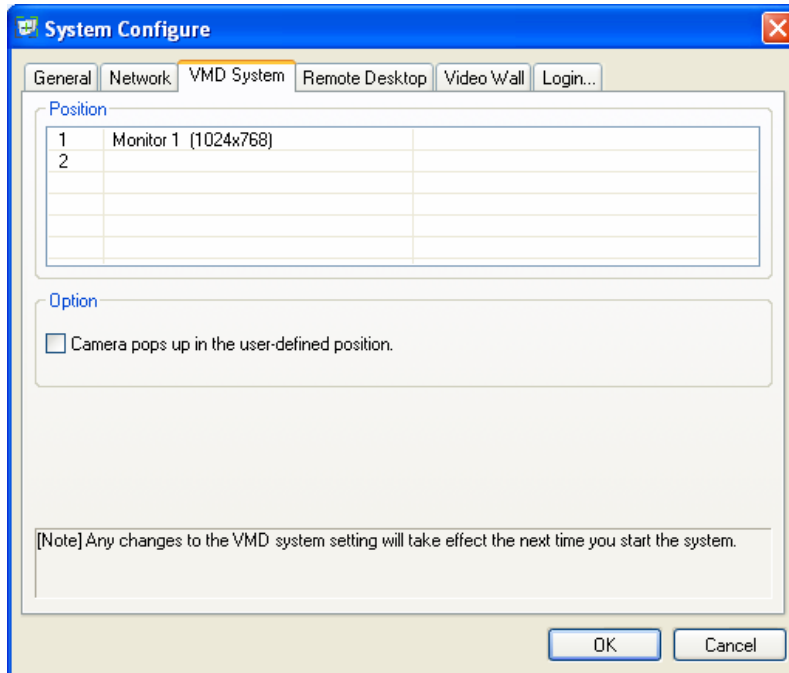 System Configure
General Network VMD System Remote Desktop Video Wall Login...
Position
1 Monitor 1 (1024x768)
2
Option
Camera pops up in the user-defined position.
[Note] Any changes to the VMD system setting will take effect the next time you start the system.
OK Cancel